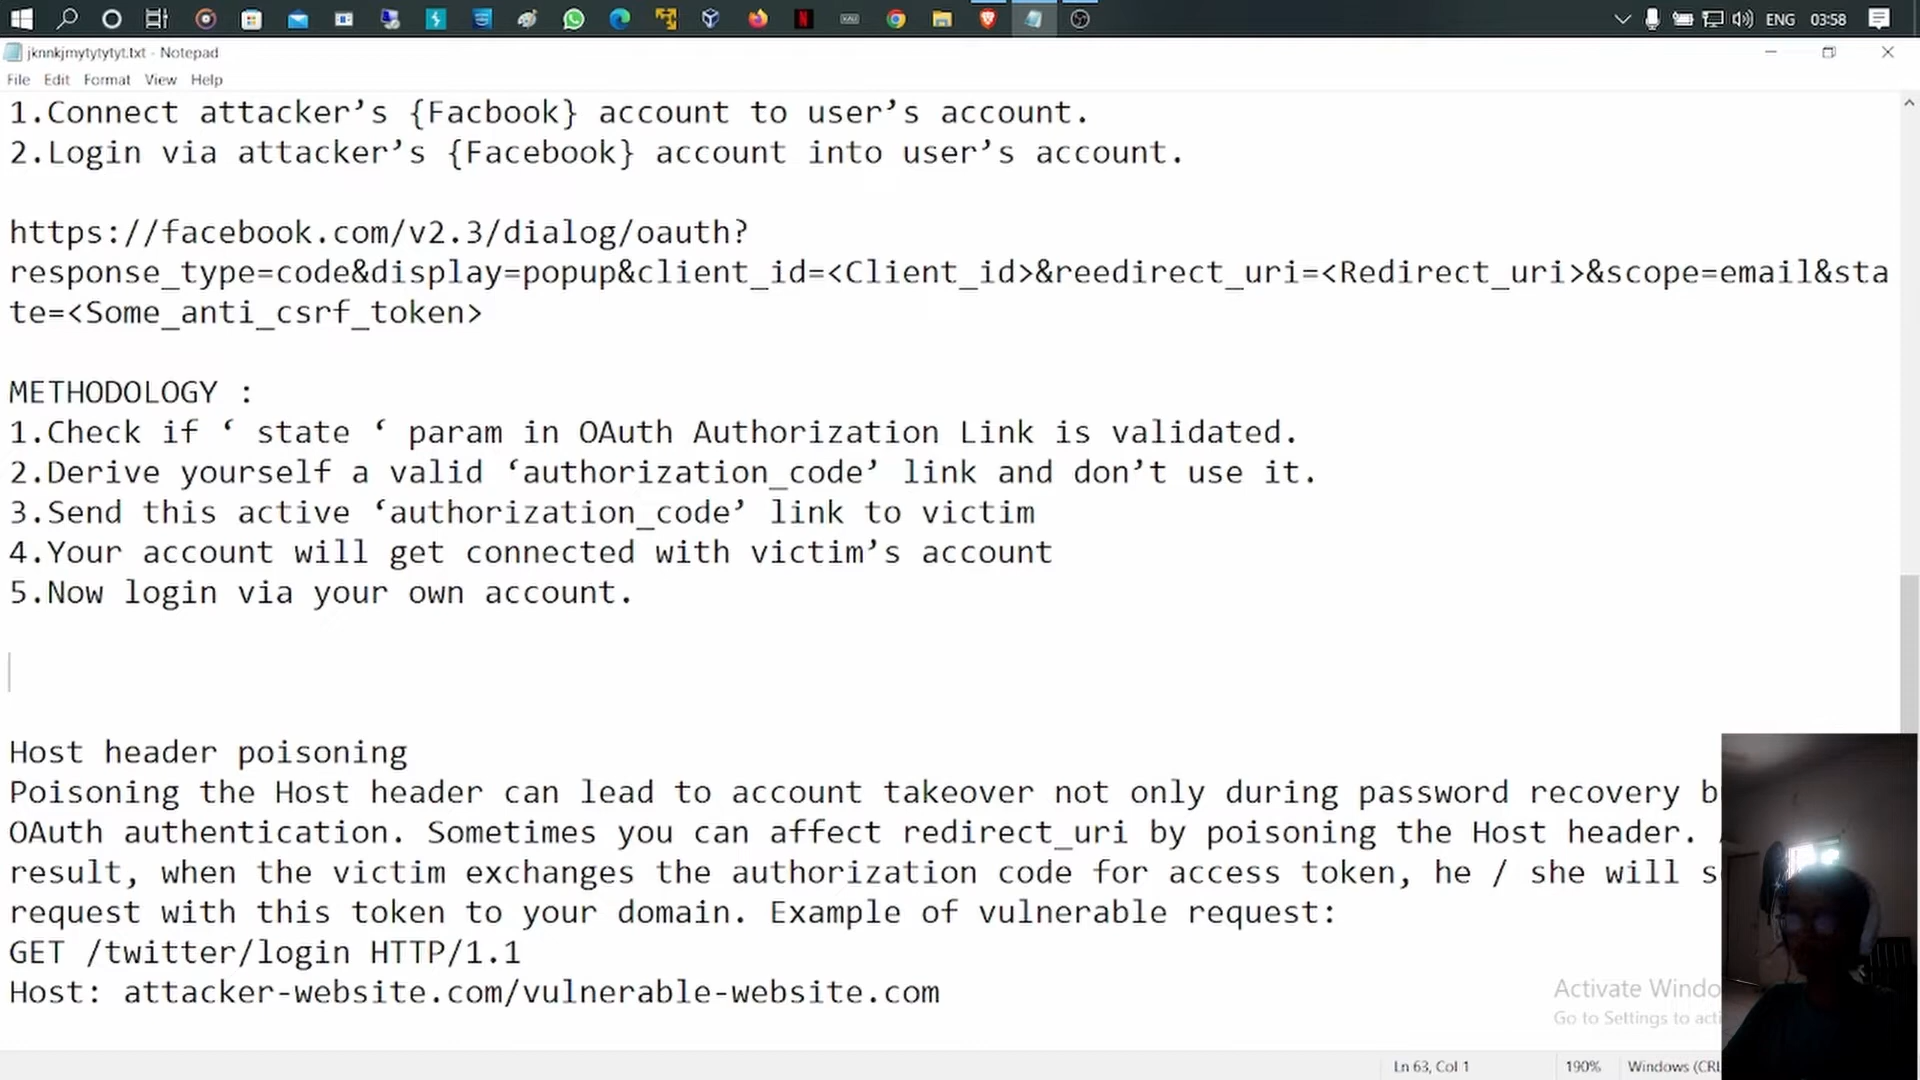 ENG 03:58
jknnkjmytytytyt.txt - Notepad
File Edit Format View Help
1.Connect attacker’s {Facbook} account to user’s account.
2.Login via attacker’s {Facebook} account into user’s account.
https://facebook.com/v2.3/dialog/oauth?
response_type=code&display=popup&client_id=<Client_id>&reedirect_uri=<Redirect_uri>&scope=email&sta
te=<Some_anti_csrf_token>
METHODOLOGY :
1.Check if ‘ state ‘ param in OAuth Authorization Link is validated.
2.Derive yourself a valid ‘authorization_code’ link and don’t use it.
3.Send this active ‘authorization_code’ link to victim
4.Your account will get connected with victim’s account
5.Now login via your own account.
Host header poisoning
Poisoning the Host header can lead to account takeover not only during password recovery b
OAuth authentication. Sometimes you can affect redirect_uri by poisoning the Host header.
result, when the victim exchanges the authorization code for access token, he / she will s
request with this token to your domain. Example of vulnerable request:
GET /twitter/login HTTP/1.1
Host: attacker-website.com/vulnerable-website.com
Activate Windo
Go to Settings to acti
Ln 63, Col 1 190% Windows (CRL